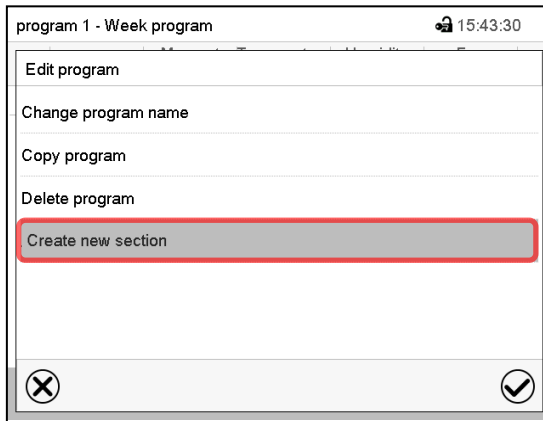 program 1 - Week program 15:43:30
Edit program
Change program name
Copy program
Delete program
Create new section